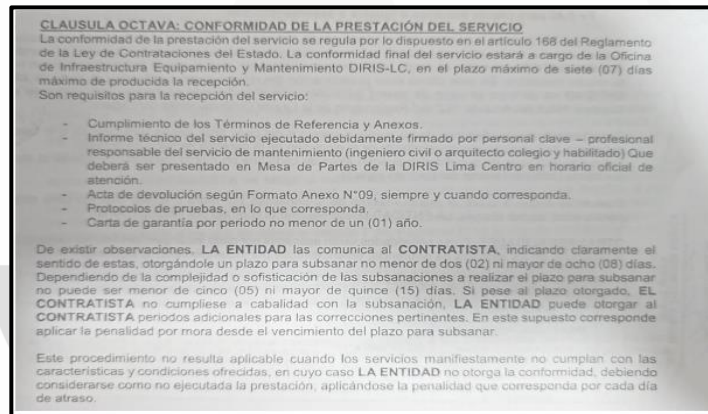 CLAUSULA OCTAVA: CONFORMIDAD DE LA PRESTACIÓN DEL SERVICIO
La conformidad de la prestación del servicio se regula por lo dispuesto en el artículo 168 del Reglamento
de la Ley de Contrataciones del Estado. La conformidad final del servicio estará a cargo de la Oficina
de Infraestructura Equipamiento y Mantenimiento DIRIS-LC, en el plazo máximo de siete (07) días
máximo de producida la recepción.
Son requisitos para la recepción del servicio:
- Cumplimiento de los Términos de Referencia y Anexos.
- Informe técnico del servicio ejecutado debidamente firmado por personal clave – profesional
responsable del servicio de mantenimiento (ingeniero civil o arquitecto colegio y habilitado) Que
deberá ser presentado en Mesa de Partes de la DIRIS Lima Centro en horario oficial de
atención.
- Acta de devolución según Formato Anexo N°09, siempre y cuando corresponda.
- Protocolos de pruebas, en lo que corresponda.
- Carta de garantía por periodo no menor de un (01) año.
De existir observaciones, LA ENTIDAD las comunica al CONTRATISTA, indicando claramente el
sentido de estas, otorgándole un plazo para subsanar no menor de dos (02) ni mayor de ocho (08) días.
Dependiendo de la complejidad o sofisticación de las subsanaciones a realizar el plazo para subsanar
no puede ser menor de cinco (05) ni mayor de quince (15) días. Si pese al plazo otorgado, EL
CONTRATISTA no cumpliese a cabalidad con la subsanación, LA ENTIDAD puede otorgar al
CONTRATISTA periodos adicionales para las correcciones pertinentes. En este supuesto corresponde
aplicar la penalidad por mora desde el vencimiento del plazo para subsanar.
Este procedimiento no resulta aplicable cuando los servicios manifiestamente no cumplan con las
características y condiciones ofrecidas, en cuyo caso LA ENTIDAD no otorga la conformidad, debiendo
considerarse como no ejecutada la prestación, aplicándose la penalidad que corresponda por cada día
de atraso.